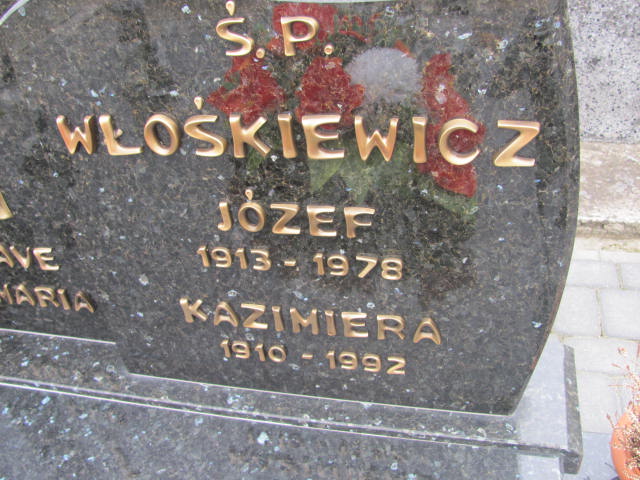 Ś.P.
WŁOŚKIEWICZ
JÓZEF
1913 - 1978
KAZIMIERA
1910 - 1992
AVE
MARIA